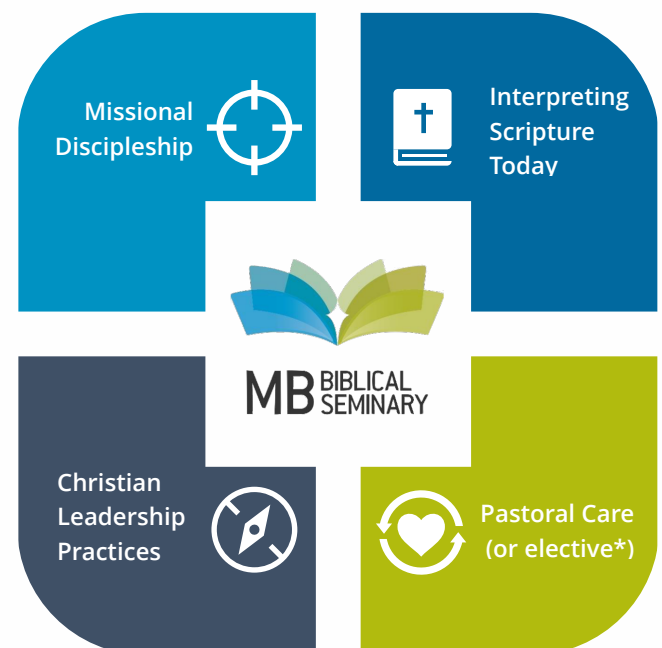 Missional
Discipleship
Interpreting
Scripture
Today
MB BIBLICAL
SEMINARY
Christian
Leadership
Practices
Pastoral Care
(or elective*)